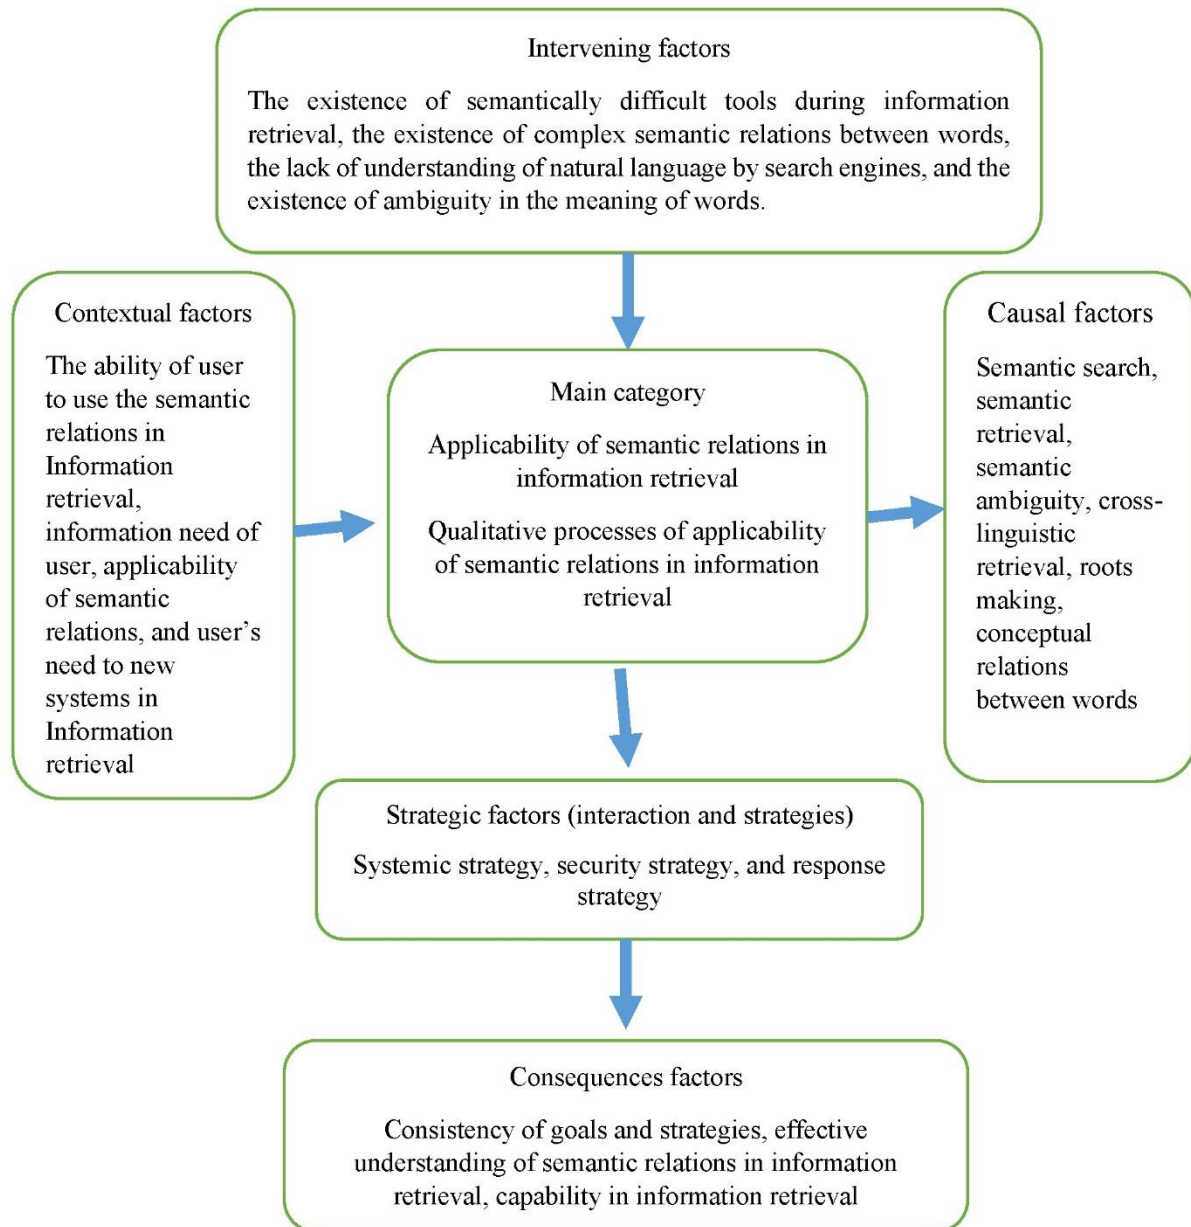 Intervening factors
The existence of semantically difficult tools during information
retrieval, the existence of complex semantic relations between words,
the lack of understanding of natural language by search engines, and the
existence of ambiguity in the meaning of words.
Contextual factors
The ability of user
to use the semantic
relations in
Information
retrieval,
information need of
user, applicability
of semantic
relations, and user's
need to new
systems in
Information
retrieval
Main category
Applicability of semantic relations in
information retrieval
Qualitative processes of applicability
of semantic relations in information
retrieval
Causal factors
Semantic search,
semantic
retrieval,
semantic
ambiguity, cross-
linguistic
retrieval, roots
making,
conceptual
relations
between words
Strategic factors (interaction and strategies)
Systemic strategy, security strategy, and response
strategy
Consequences factors
Consistency of goals and strategies, effective
understanding of semantic relations in information
retrieval, capability in information retrieval